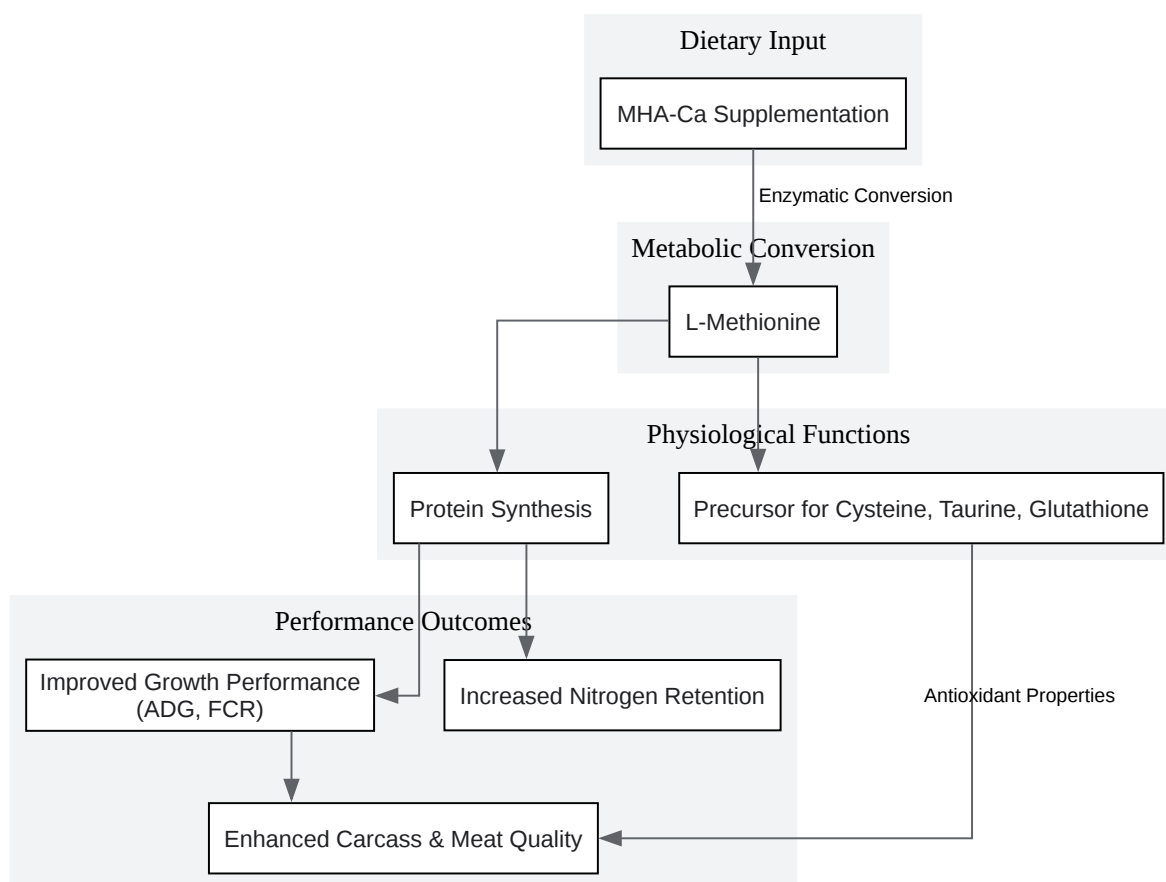 Dietary Input
MHA-Ca Supplementation
Enzymatic Conversion
Metabolic Conversion
L-Methionine
Physiological Functions
Protein Synthesis
Precursor for Cysteine, Taurine, Glutathione
Performance Outcomes
Improved Growth Performance
(ADG, FCR)
Increased Nitrogen Retention
Antioxidant Properties
Enhanced Carcass & Meat Quality